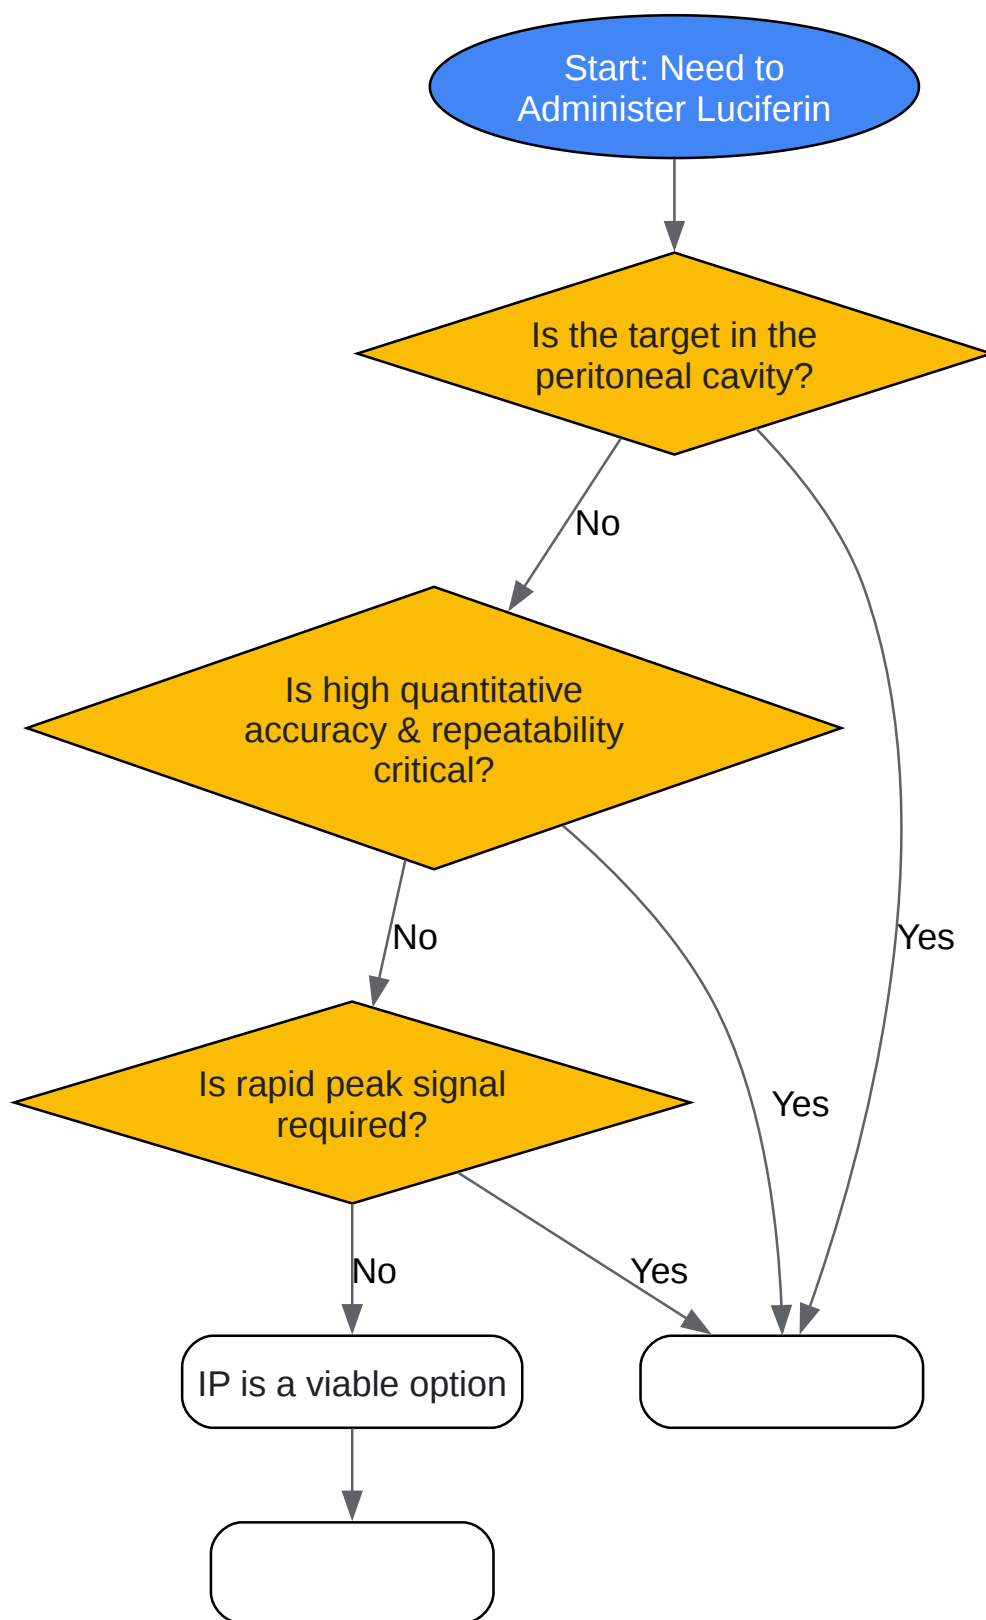 Start: Need to
Administer Luciferin
Is the target in the
peritoneal cavity?
No
Is high quantitative
accuracy & repeatability
critical?
No
Yes
Is rapid peak signal
required?
Yes
No
Yes
IP is a viable option